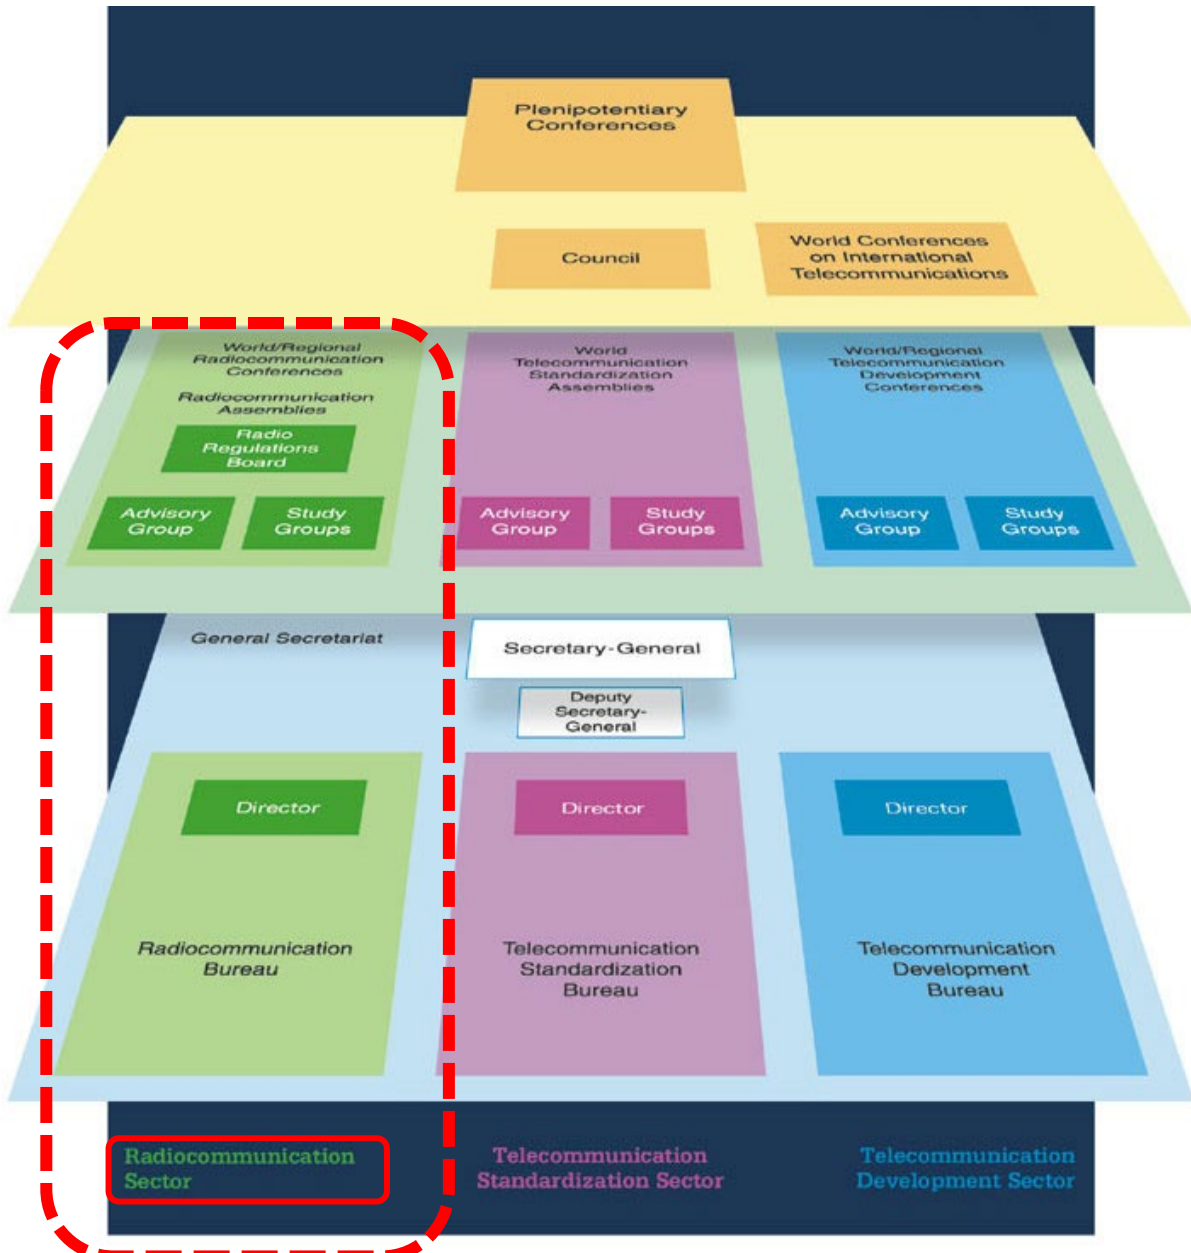 Plenipotentiary
Conferences
Council
World Conferences
on International
Telecommunications
World/Regional
Radiocommunication
Conferences
Radiocommunication
Assemblies
Radio
Regulations
Board
Advisory
Group
Study
Groups
World
Telecommunication
Standardization
Assemblies
Advisory
Group
Study
Groups
World/Regional
Telecommunication
Development
Conferences
Advisory
Group
Study
Groups
General Secretariat
Secretary-General
Deputy
Secretary-
General
Director
Radiocommunication
Bureau
Director
Telecommunication
Standardization
Bureau
Director
Telecommunication
Development
Bureau
Radiocommunication
Sector
Telecommunication
Standardization Sector
Telecommunication
Development Sector